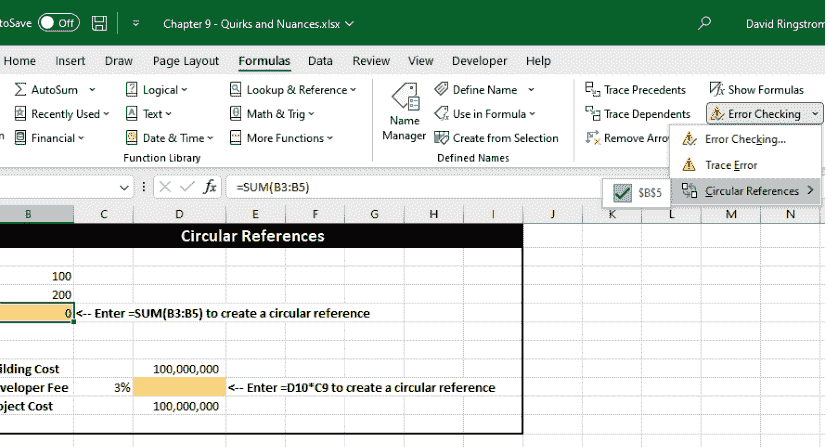 toSave Off Chapter 9 - Quirks and Nuances.xlsx David Ringstrom
Home Insert Draw Page Layout Formulas Data Review View Developer Help
AutoSum Logical Lookup & Reference Define Name Trace Precedents Show Formulas
Recently Used Text Math & Trig Name Use in Formula Trace Dependents Error Checking
n Financial Date & Time More Functions Manager Create from Selection Remove Arro Error Checking...
Function Library Defined Names Trace Error
=SUM(B3:B5) $B$5 Circular References
B C D E F G H I J K L M N
Circular References
100
200
0 <-- Enter =SUM(B3:B5) to create a circular reference
ilding Cost 100,000,000
veloper Fee 3% <-- Enter =D10*C9 to create a circular reference
oject Cost 100,000,000